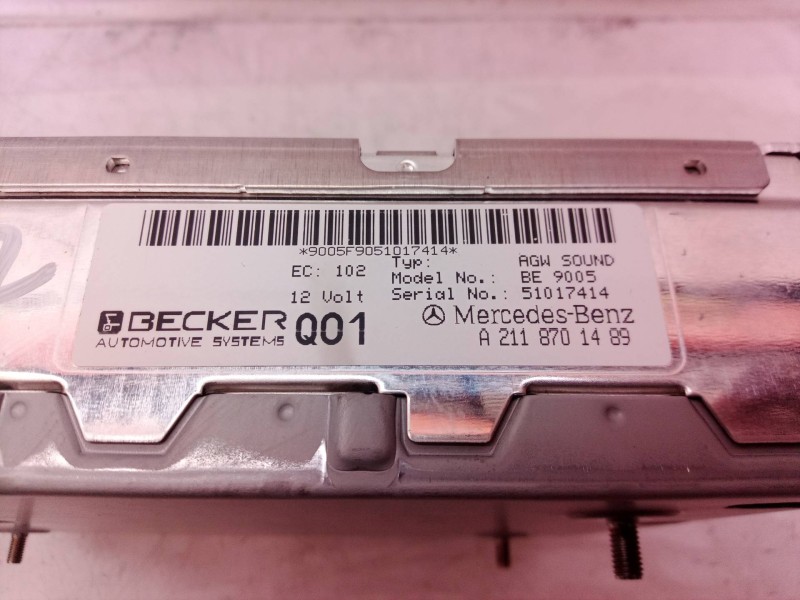 *9005F9051017414*
EC: 102 Typ: AGW SOUND
Model No.: BE 9005
12 Volt Serial No.: 51017414
BECKER Q01 Mercedes-Benz
AUTOMOTIVE SYSTEMS A 211 870 14 89